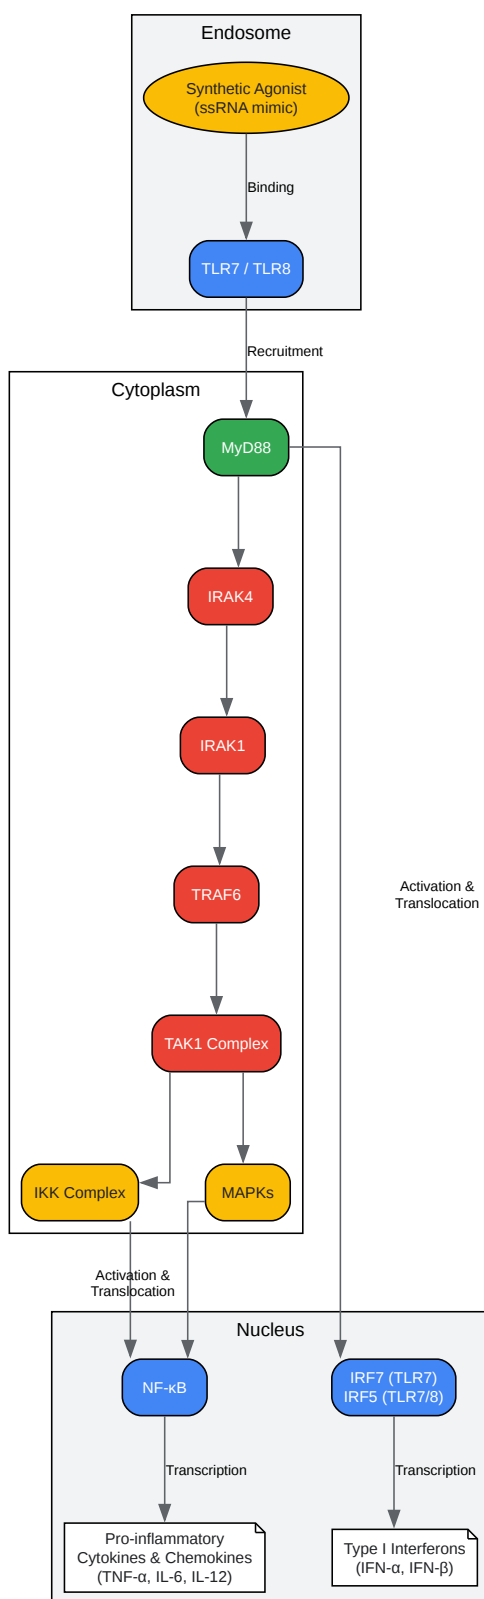 Endosome
Synthetic Agonist
(ssRNA mimic)
Binding
TLR7 / TLR8
Recruitment
Cytoplasm
MyD88
IRAK4
IRAK1
TRAF6
Activation &
Translocation
TAK1 Complex
IKK Complex
MAPKs
Activation &
Translocation
Nucleus
NF-κB
IRF7 (TLR7)
IRF5 (TLR7/8)
Transcription
Transcription
Pro-inflammatory
Cytokines & Chemokines
(TNF-α, IL-6, IL-12)
Type I Interferons
(IFN-α, IFN-β)